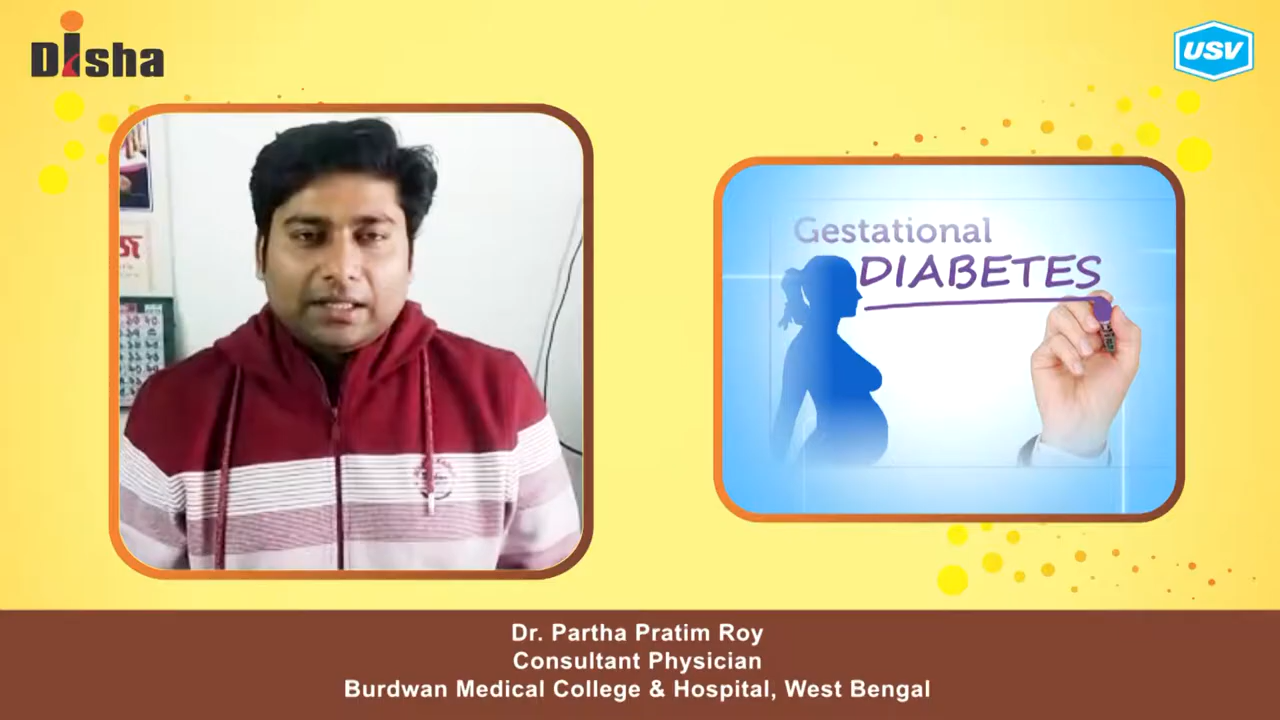 Disha
USV
Gestational
DIABETES
Dr. Partha Pratim Roy
Consultant Physician
Burdwan Medical College & Hospital, West Bengal